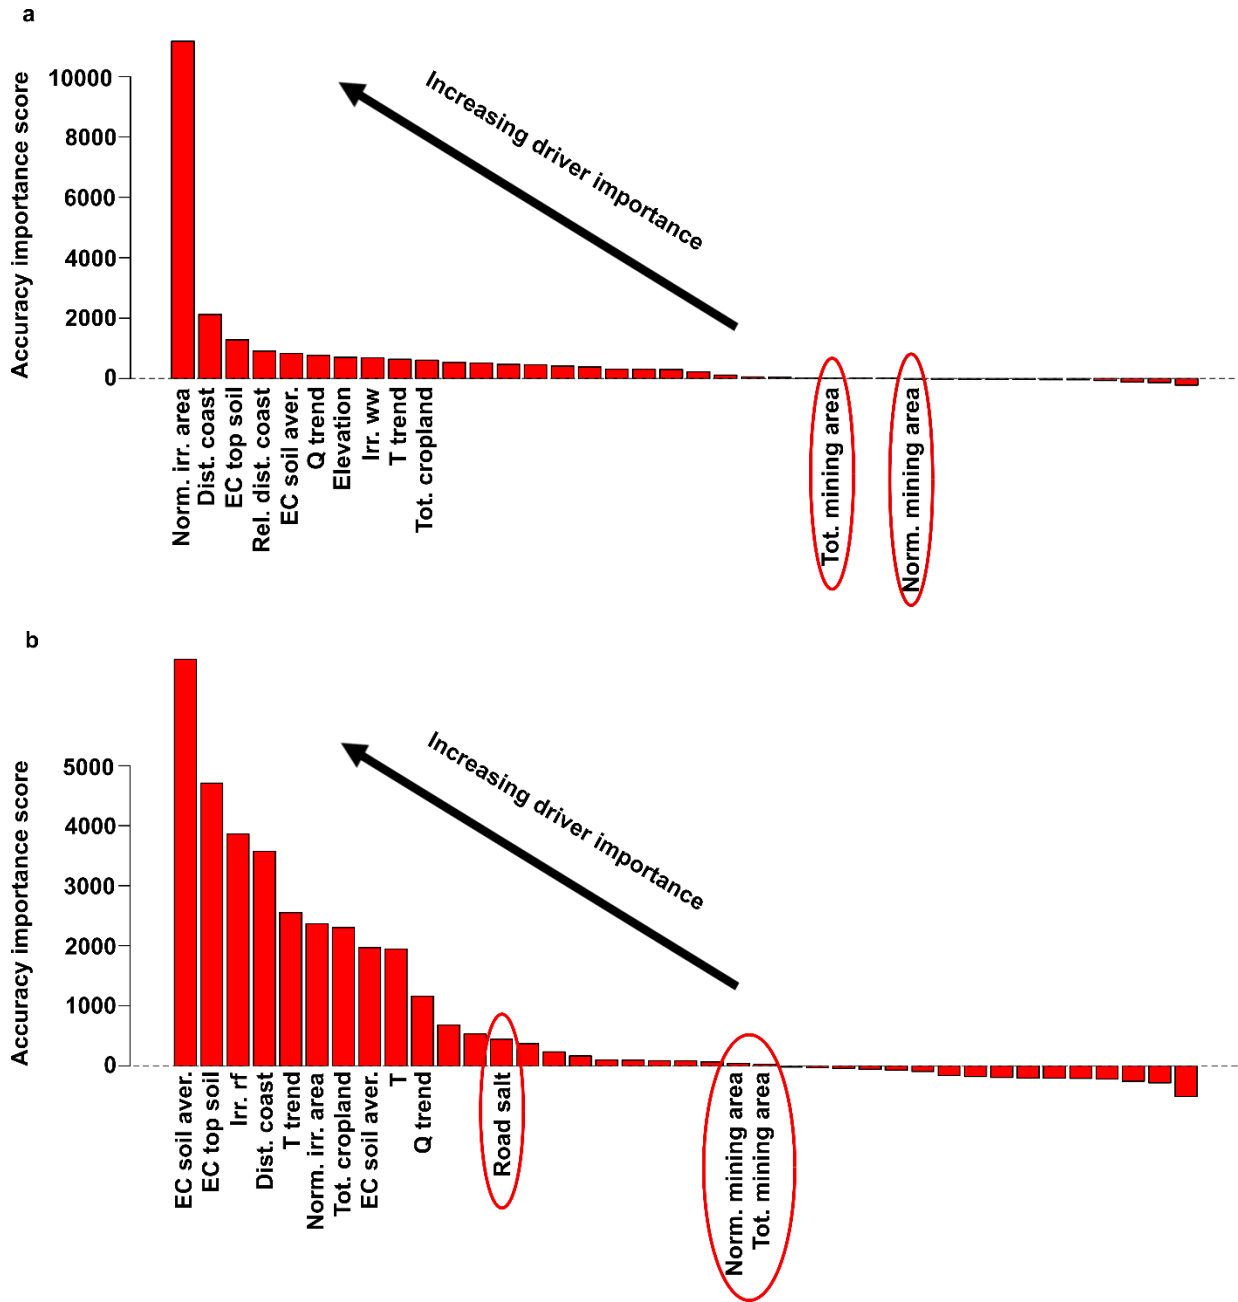 a
Accuracy importance score
10000
8000
6000
4000
2000
0
Increasing driver importance
Norm. irr. area
Dist. coast
EC top soil
Rel. dist. coast
EC soil aver.
Q trend
Elevation
Irr. ww
T trend
Tot. cropland
Tot. mining area
Norm. mining area
b
Accuracy importance score
5000
4000
3000
2000
1000
0
Increasing driver importance
EC soil aver.
EC top soil
Irr. rf
Dist. coast
T trend
Norm. irr. area
Tot. cropland
EC soil aver.
T
Q trend
Road salt
Norm. mining area
Tot. mining area